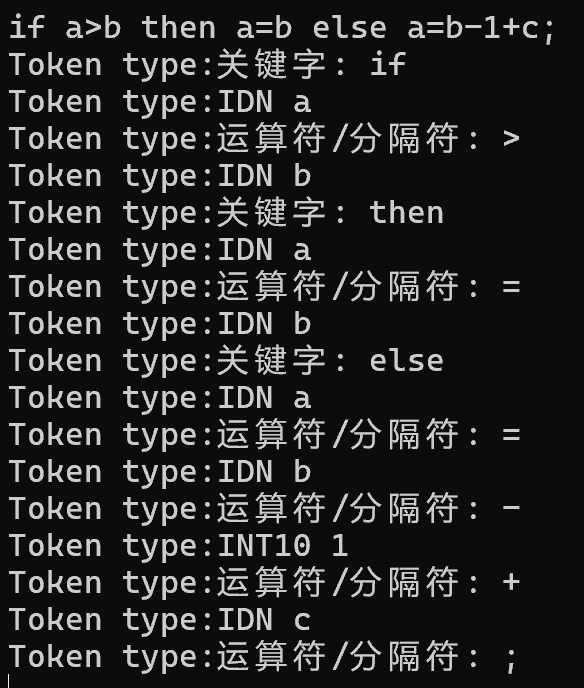 if a>b then a=b else a=b-1+c;
Token type:关键字: if
Token type:IDN a
Token type:运算符/分隔符: >
Token type:IDN b
Token type:关键字: then
Token type:IDN a
Token type:运算符/分隔符: =
Token type:IDN b
Token type:关键字: else
Token type:IDN a
Token type:运算符/分隔符: =
Token type:IDN b
Token type:运算符/分隔符: -
Token type:INT10 1
Token type:运算符/分隔符: +
Token type:IDN c
Token type:运算符/分隔符: ;